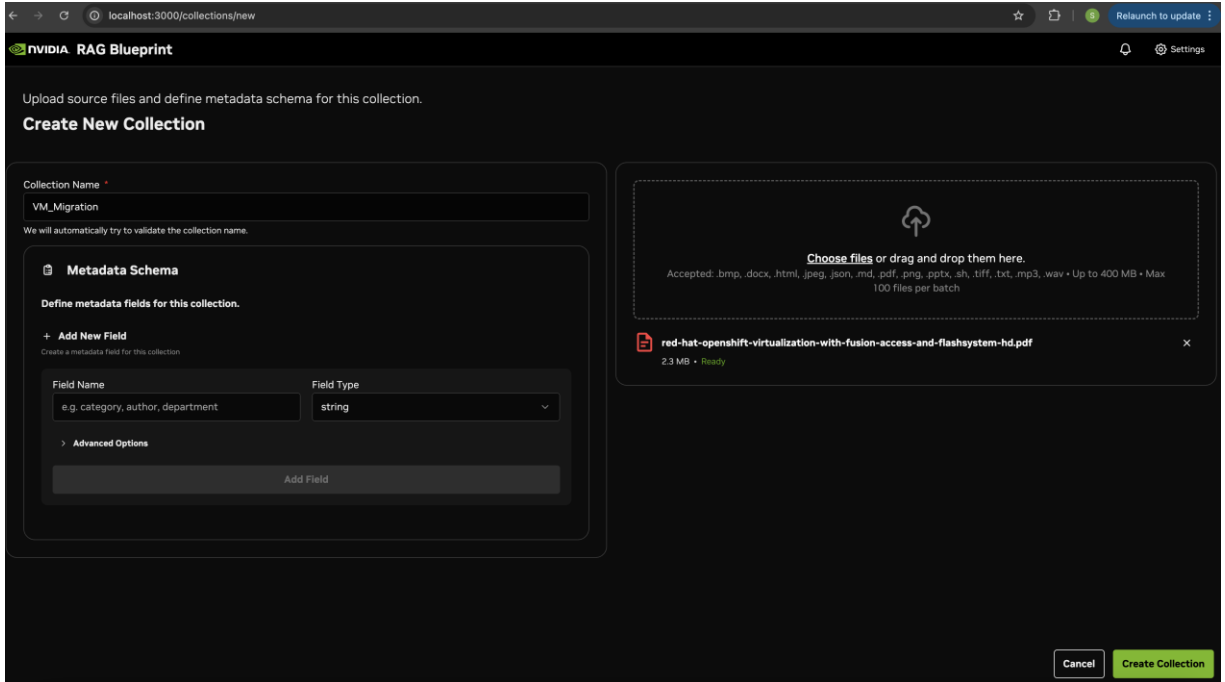 localhost:3000/collections/new
S
Relaunch to update
NVIDIA. RAG Blueprint
Settings
Upload source files and define metadata schema for this collection.
Create New Collection
Collection Name *
VM_Migration
We will automatically try to validate the collection name.
Metadata Schema
Define metadata fields for this collection.
+ Add New Field
Create a metadata field for this collection
Field Name
Field Type
e.g. category, author, department
string
Advanced Options
Add Field
Choose files or drag and drop them here.
Accepted: .bmp, .docx, .html, .jpeg, .json, .md, .pdf, .png, .pptx, .sh, .tiff, .txt, .mp3, .wav • Up to 400 MB • Max
100 files per batch
red-hat-openshift-virtualization-with-fusion-access-and-flashsystem-hd.pdf
2.3 MB • Ready
Cancel
Create Collection